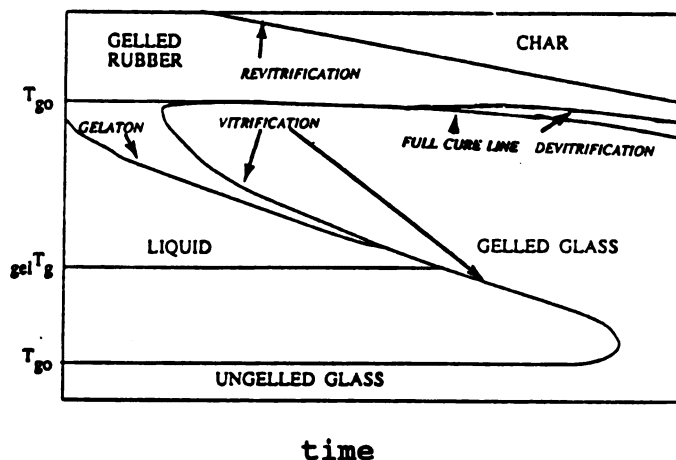 GELLED
RUBBER
CHAR
REVITRIFICATION
Tgo
GELATON
VITRIFICATION
FULL CURE LINE
DEVITRIFICATION
LIQUID
GELLED GLASS
gelTg
Tgo
UNGELLED GLASS
time